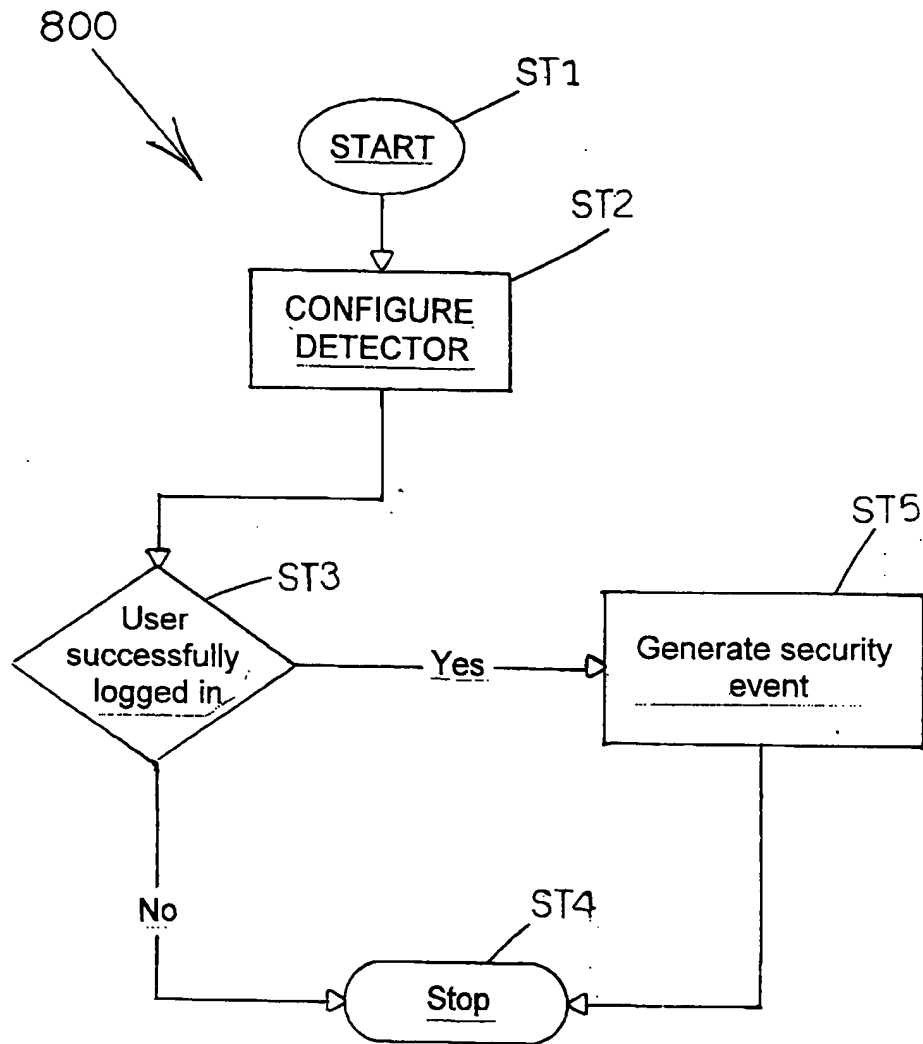 800
ST1
START
ST2
CONFIGURE
DETECTOR
ST3
User
successfully
logged in
Yes
ST5
Generate security
event
No
ST4
Stop